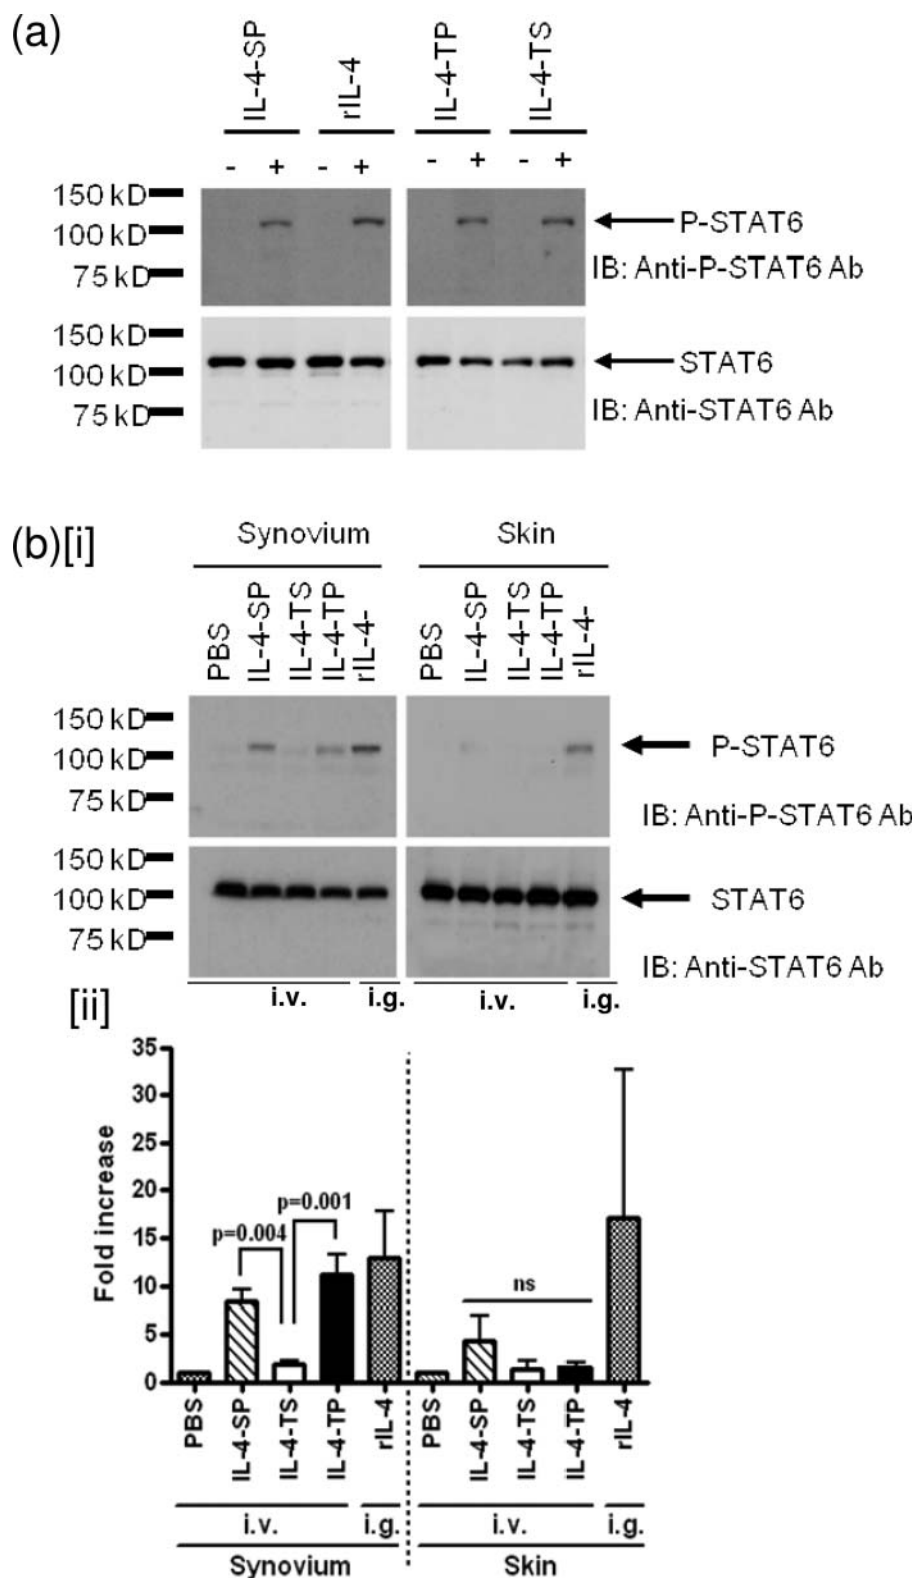 (a)
IL-4-SP rIL-4 IL-4-TP IL-4-TS
- + - + - + - +
150 kD
100 kD
75 kD
P-STAT6
IB: Anti-P-STAT6 Ab
150 kD
100 kD
75 kD
STAT6
IB: Anti-STAT6 Ab
(b)[i]
Synovium Skin
PBS IL-4-SP IL-4-TS IL-4-TP rIL-4- PBS IL-4-SP IL-4-TS IL-4-TP rIL-4-
150 kD
100 kD
75 kD
P-STAT6
IB: Anti-P-STAT6 Ab
150 kD
100 kD
75 kD
STAT6
IB: Anti-STAT6 Ab
i.v. i.g. i.v. i.g.
[ii]
Fold increase
35
30
25
20
15
10
5
0
p=0.004
p=0.001
ns
PBS IL-4-SP IL-4-TS IL-4-TP rIL-4 PBS IL-4-SP IL-4-TS IL-4-TP rIL-4
i.v. i.g. i.v. i.g.
Synovium Skin